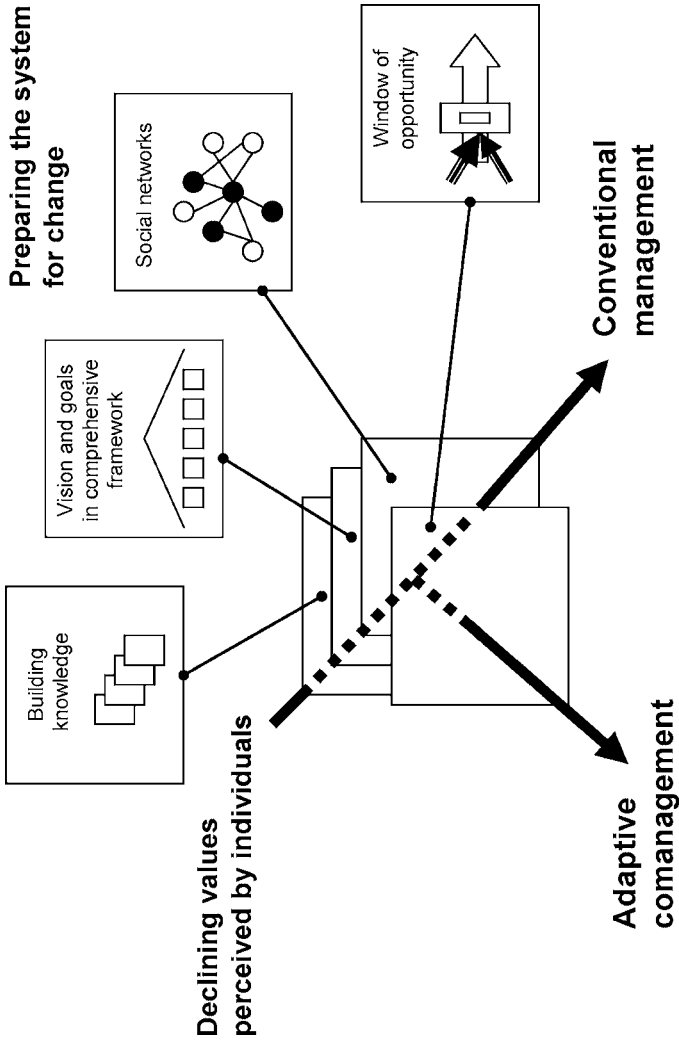 Preparing the system
for change
Building
knowledge
Vision and goals
in comprehensive
framework
Social networks
Window of
opportunity
Declining values
perceived by individuals
Adaptive
comanagement
Conventional
management